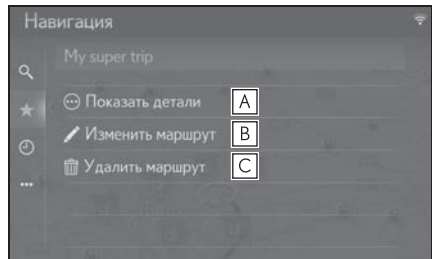 Навигация
My super trip
Показать детали A
Изменить маршрут B
Удалить маршрут C